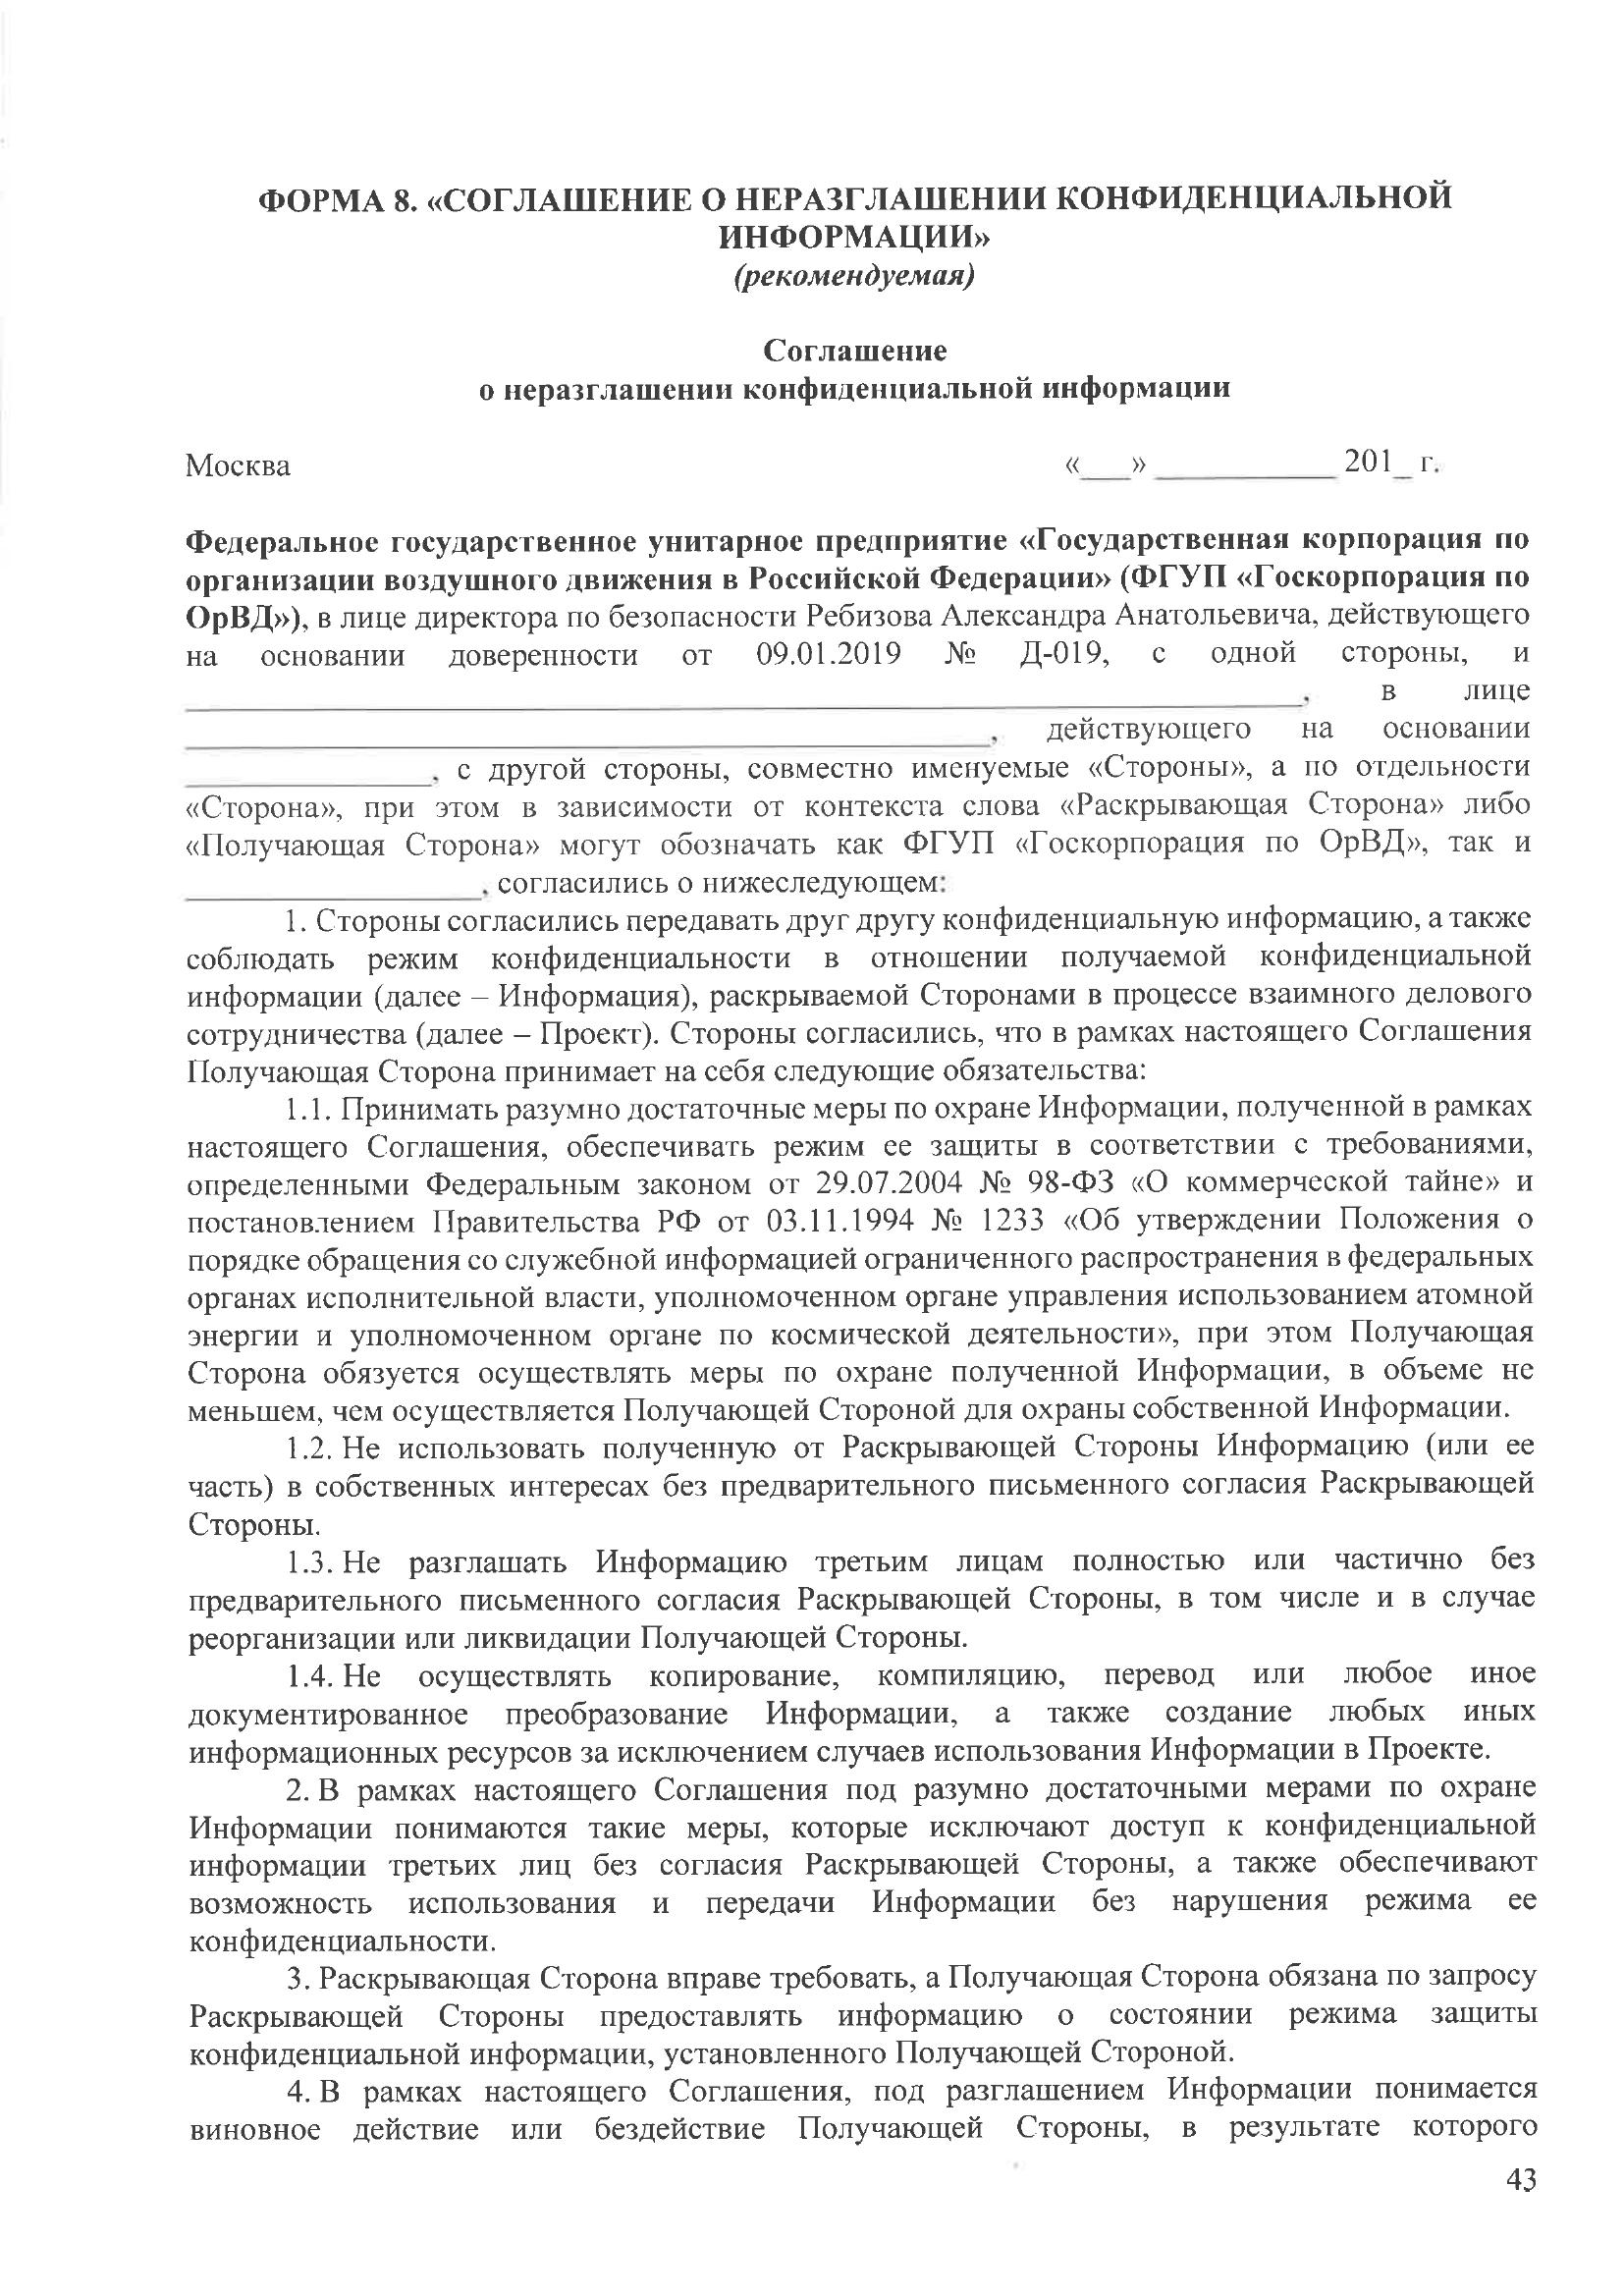 ФОРМА 8. «СОГЛАШЕНИЕ О НЕРАЗГЛАШЕНИИ КОНФИДЕНЦИАЛЬНОЙ
ИНФОРМАЦИИ»
(рекомендуемая)
Соглашение
о неразглашении конфиденциальной информации
Москва «___» ____________ 201_ г.
Федеральное государственное унитарное предприятие «Государственная корпорация по
организации воздушного движения в Российской Федерации» (ФГУП «Госкорпорация по
ОрВД»), в лице директора по безопасности Ребизова Александра Анатольевича, действующего
на основании доверенности от 09.01.2019 № Д-019, с одной стороны, и
____________________________________________, в лице
________________________________, действующего на основании
________________, с другой стороны, совместно именуемые «Стороны», а по отдельности
«Сторона», при этом в зависимости от контекста слова «Раскрывающая Сторона» либо
«Получающая Сторона» могут обозначать как ФГУП «Госкорпорация по ОрВД», так и
____________________, согласились о нижеследующем:
1. Стороны согласились передавать друг другу конфиденциальную информацию, а также
соблюдать режим конфиденциальности в отношении получаемой конфиденциальной
информации (далее – Информация), раскрываемой Сторонами в процессе взаимного делового
сотрудничества (далее – Проект). Стороны согласились, что в рамках настоящего Соглашения
Получающая Сторона принимает на себя следующие обязательства:
1.1. Принимать разумно достаточные меры по охране Информации, полученной в рамках
настоящего Соглашения, обеспечивать режим ее защиты в соответствии с требованиями,
определенными Федеральным законом от 29.07.2004 № 98-ФЗ «О коммерческой тайне» и
постановлением Правительства РФ от 03.11.1994 № 1233 «Об утверждении Положения о
порядке обращения со служебной информацией ограниченного распространения в федеральных
органах исполнительной власти, уполномоченном органе управления использованием атомной
энергии и уполномоченном органе по космической деятельности», при этом Получающая
Сторона обязуется осуществлять меры по охране полученной Информации, в объеме не
меньшем, чем осуществляется Получающей Стороной для охраны собственной Информации.
1.2. Не использовать полученную от Раскрывающей Стороны Информацию (или ее
часть) в собственных интересах без предварительного письменного согласия Раскрывающей
Стороны.
1.3. Не разглашать Информацию третьим лицам полностью или частично без
предварительного письменного согласия Раскрывающей Стороны, в том числе и в случае
реорганизации или ликвидации Получающей Стороны.
1.4. Не осуществлять копирование, компиляцию, перевод или любое иное
документированное преобразование Информации, а также создание любых иных
информационных ресурсов за исключением случаев использования Информации в Проекте.
2. В рамках настоящего Соглашения под разумно достаточными мерами по охране
Информации понимаются такие меры, которые исключают доступ к конфиденциальной
информации третьих лиц без согласия Раскрывающей Стороны, а также обеспечивают
возможность использования и передачи Информации без нарушения режима ее
конфиденциальности.
3. Раскрывающая Сторона вправе требовать, а Получающая Сторона обязана по запросу
Раскрывающей Стороны предоставлять информацию о состоянии режима защиты
конфиденциальной информации, установленного Получающей Стороной.
4. В рамках настоящего Соглашения, под разглашением Информации понимается
виновное действие или бездействие Получающей Стороны, в результате которого
43